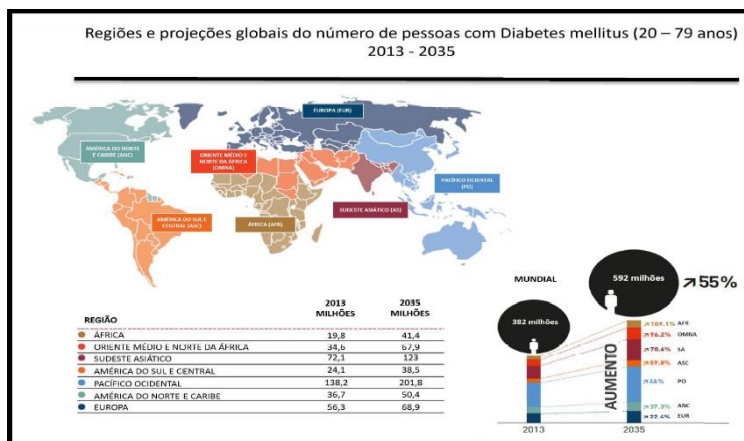 Regiões e projeções globais do número de pessoas com Diabetes mellitus (20 – 79 anos)
2013 - 2035
EUROPA (EUR)
AMÉRICA DO NORTE
E CARIBE (ANC)
ORIENTE MÉDIO E
NORTE DA ÁFRICA
(OMNA)
PACÍFICO OCIDENTAL
(PO)
SUDESTE ASIÁTICO (AS)
AMÉRICA DO SUL E
CENTRAL (ASC)
ÁFRICA (AFR)
MUNDIAL
592 milhões
↗55%
382 milhões
REGIÃO
2013
MILHÕES
2035
MILHÕES
ÁFRICA 19,8 41,4
ORIENTE MÉDIO E NORTE DA ÁFRICA 34,6 67,9
SUDESTE ASIÁTICO 72,1 123
AMÉRICA DO SUL E CENTRAL 24,1 38,5
PACÍFICO OCIDENTAL 138,2 201,8
AMÉRICA DO NORTE E CARIBE 36,7 50,4
EUROPA 56,3 68,9
AUMENTO
↗109.1% AFR
↗96.2% OMNA
↗70.6% SA
↗59.8% ASC
↗46% PO
↗37.3% ANC
↗22.4% EUR
2013 2035